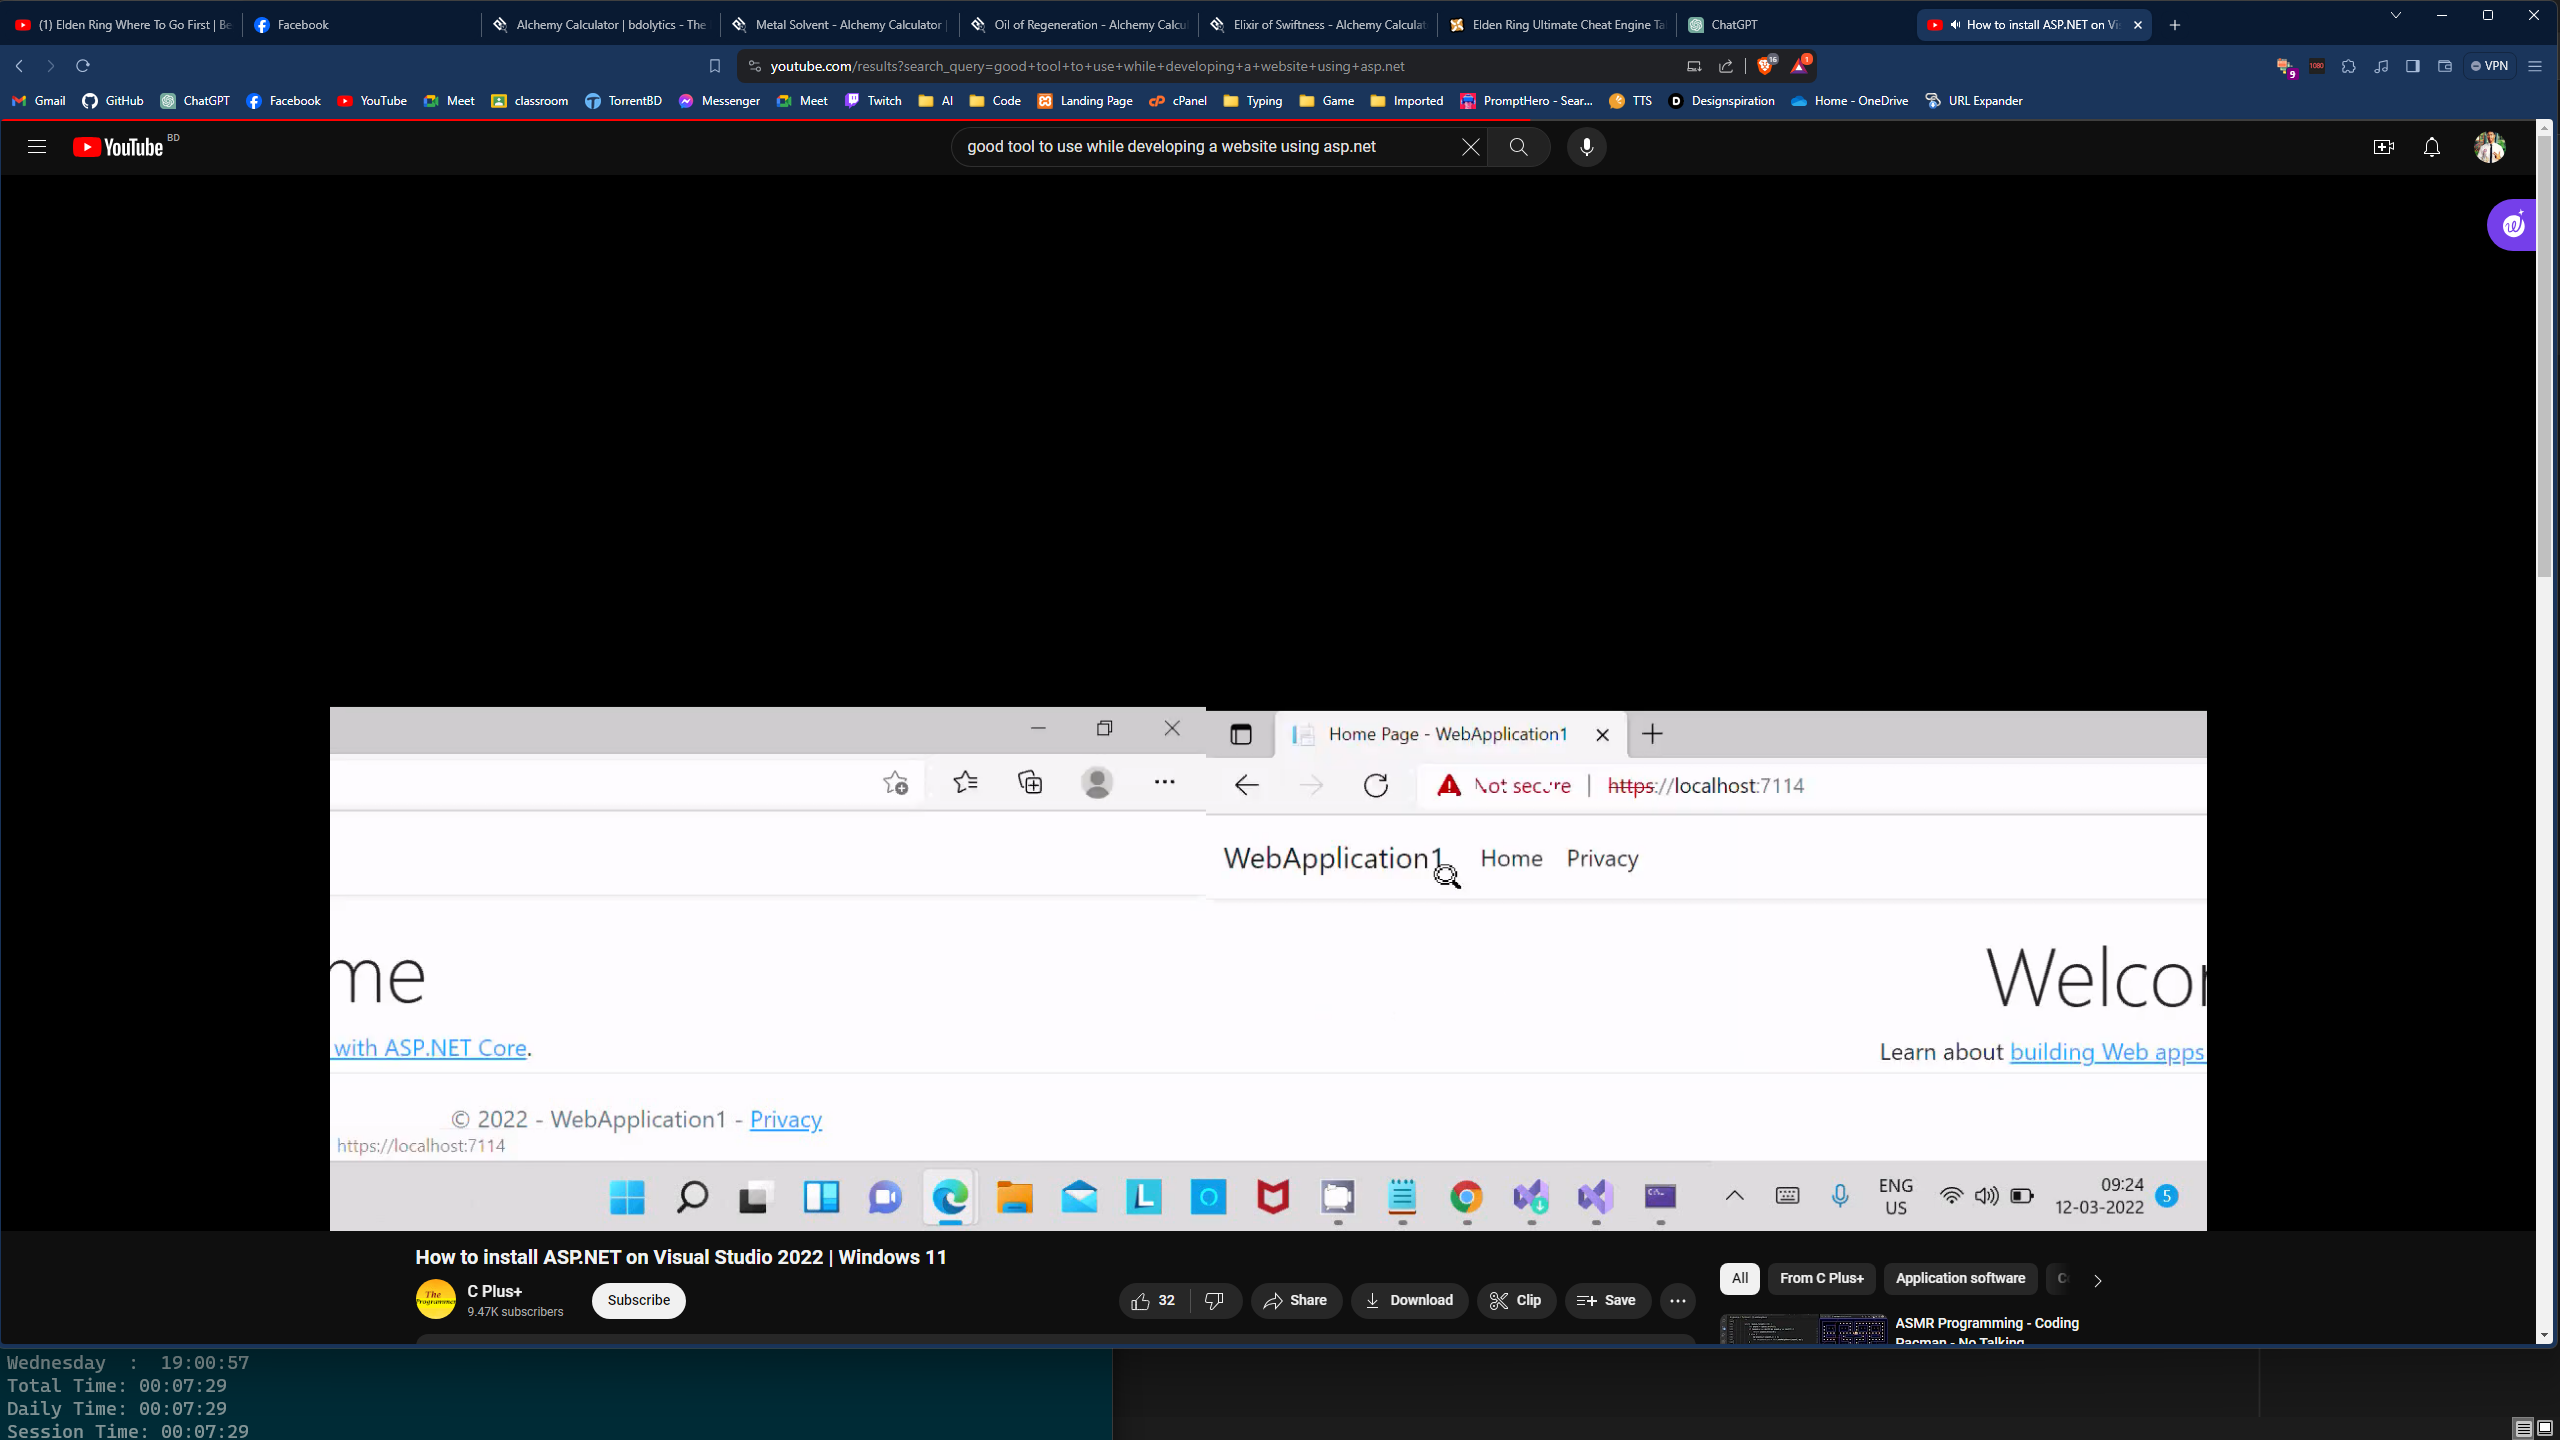 (1) Elden Ring Where To Go First | Be
Facebook
Alchemy Calculator | bdolytics - The
Metal Solvent - Alchemy Calculator |
Oil of Regeneration - Alchemy Calcul
Elixir of Swiftness - Alchemy Calculat
Elden Ring Ultimate Cheat Engine Ta
ChatGPT
How to install ASP.NET on Vis
youtube.com/results?search_query=good+tool+to+use+while+developing+a+website+using+asp.net
16
1
9
1080
VPN
Gmail
GitHub
ChatGPT
Facebook
YouTube
Meet
classroom
TorrentBD
Messenger
Meet
Twitch
AI
Code
Landing Page
cPanel
Typing
Game
Imported
PromptHero - Sear...
TTS
Designspiration
Home - OneDrive
URL Expander
YouTube BD
good tool to use while developing a website using asp.net
Home Page - WebApplication1
Not secure | https://localhost:7114
WebApplication1 Home Privacy
me
Welcor
with ASP.NET Core.
Learn about building Web apps
© 2022 - WebApplication1 - Privacy
https://localhost:7114
ENG
US
09:24
12-03-2022
5
How to install ASP.NET on Visual Studio 2022 | Windows 11
The Programmer
C Plus+
9.47K subscribers
Subscribe
32
Share
Download
Clip
Save
All
From C Plus+
Application software
ASMR Programming - Coding
Pacman - No Talking
Wednesday : 19:00:57
Total Time: 00:07:29
Daily Time: 00:07:29
Session Time: 00:07:29